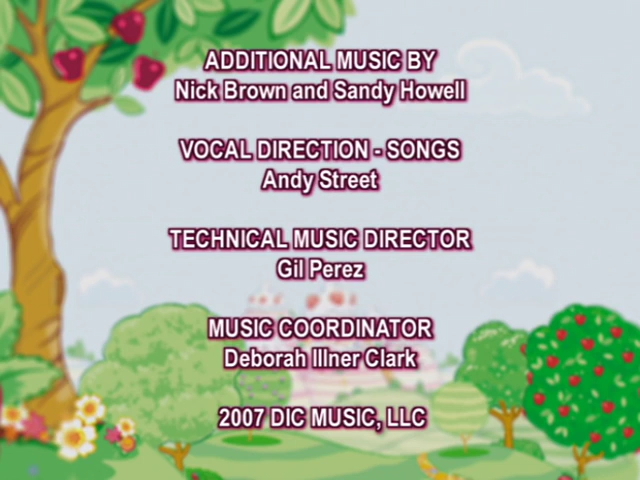 ADDITIONAL MUSIC BY
Nick Brown and Sandy Howell
VOCAL DIRECTION - SONGS
Andy Street
TECHNICAL MUSIC DIRECTOR
Gil Perez
MUSIC COORDINATOR
Deborah Illner Clark
2007 DIC MUSIC, LLC